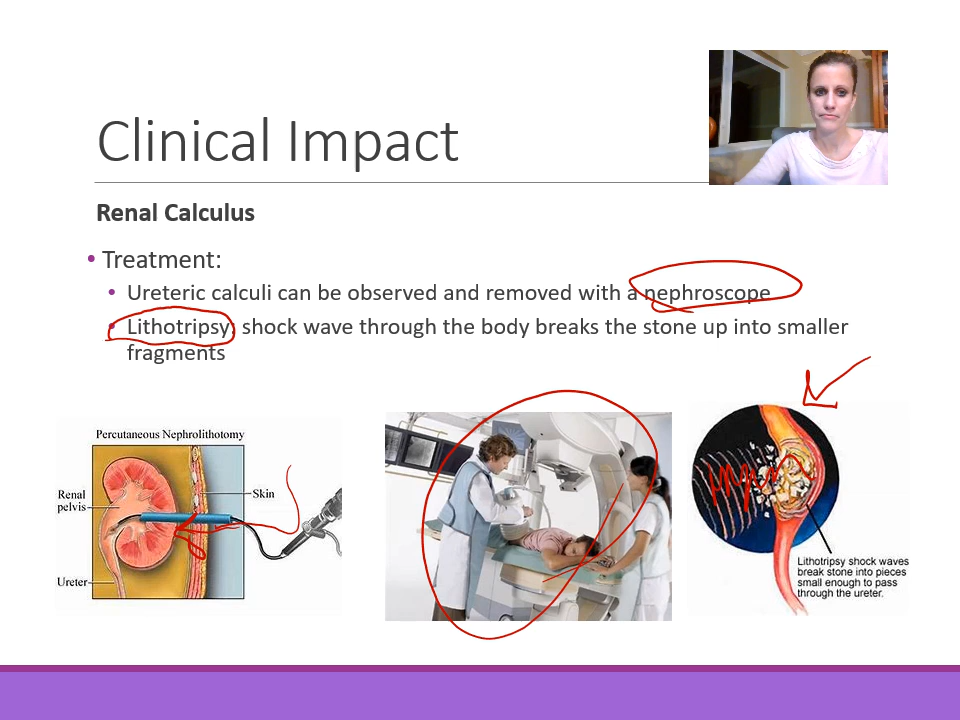 Clinical Impact
Renal Calculus
• Treatment:
• Ureteric calculi can be observed and removed with a nephroscope
• Lithotripsy: shock wave through the body breaks the stone up into smaller
fragments
Percutaneous Nephrolithotomy
Renal
pelvis
Skin
Ureter
Lithotripsy shock waves
break stone into pieces
small enough to pass
through the ureter.